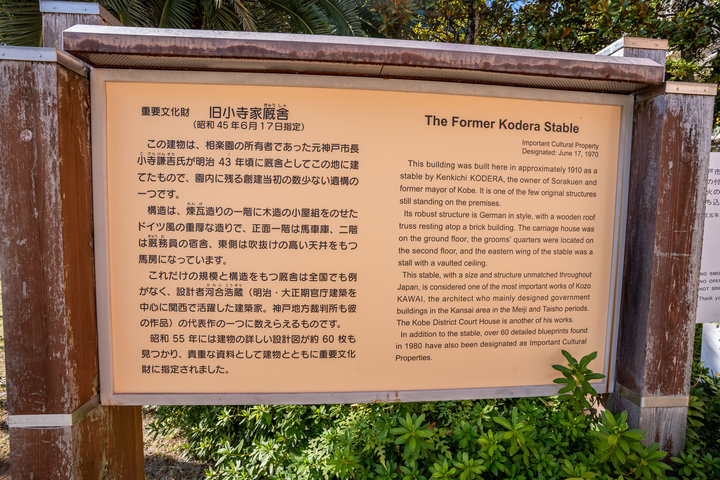 重要文化財 旧小寺家厩舎
(昭和45年6月17日指定)
この建物は、相楽園の所有者であった元神戸市長
小寺謙吉氏が明治43年頃に厩舎としてこの地に建
てたもので、園内に残る創建当初の数少ない遺構の
一つです。
構造は、煉瓦造りの一階に木造の小屋組をのせた
ドイツ風の重厚な造りで、正面一階は馬車庫、二階
は厩務員の宿舎、東側は吹抜けの高い天井をもつ
馬房になっています。
これだけの規模と構造をもつ厩舎は全国でも例
がなく、設計者河合浩蔵(明治・大正期官庁建築を
中心に関西で活躍した建築家。神戸地方裁判所も彼
の作品)の代表作の一つに数えらえるものです。
昭和55年には建物の詳しい設計図が約60枚も
見つかり、貴重な資料として建物とともに重要文化
財に指定されました。
The Former Kodera Stable
Important Cultural Property
Designated: June 17, 1970
This building was built here in approximately 1910 as a
stable by Kenkichi KODERA, the owner of Sorakuen and
former mayor of Kobe. It is one of the few original structures
still standing on the premises.
Its robust structure is German in style, with a wooden roof
truss resting atop a brick building. The carriage house was
on the ground floor, the grooms' quarters were located on
the second floor, and the eastern wing of the stable was a
stall with a vaulted ceiling.
This stable, with a size and structure unmatched throughout
Japan, is considered one of the most important works of Kozo
KAWAI, the architect who mainly designed government
buildings in the Kansai area in the Meiji and Taisho periods.
The Kobe District Court House is another of his works.
In addition to the stable, over 60 detailed blueprints found
in 1980 have also been designated as Important Cultural
Properties.